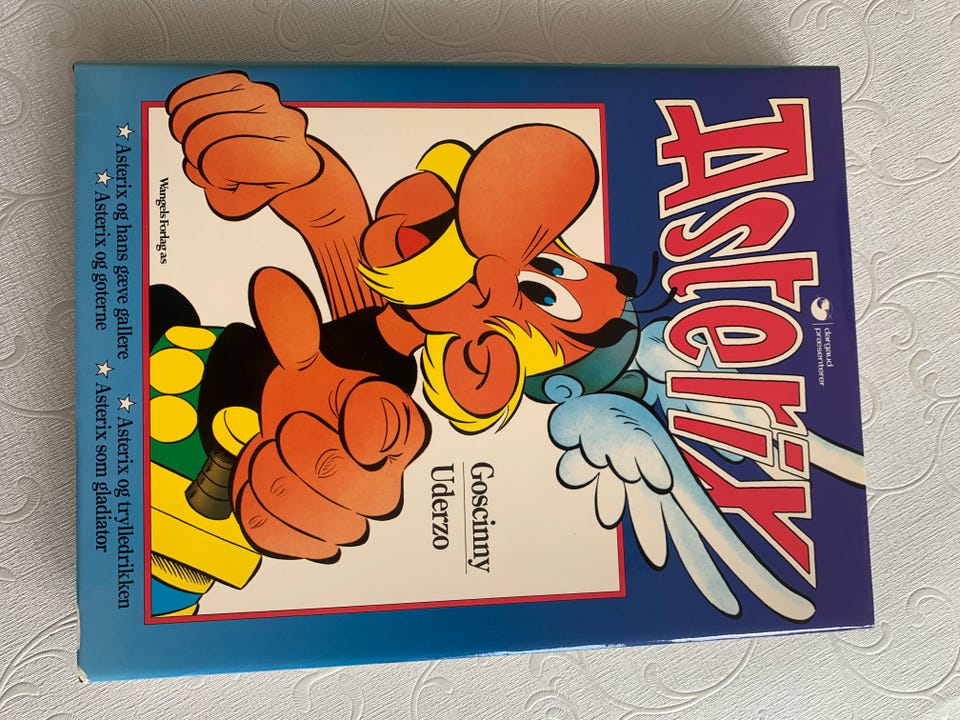 dargaud
præsenterer
Asterix
Goscinny
Uderzo
Wangels Forlag as
☆ Asterix og hans gæve gallere ☆ Asterix og trylledrikken
☆ Asterix og goterne ☆ Asterix som gladiator